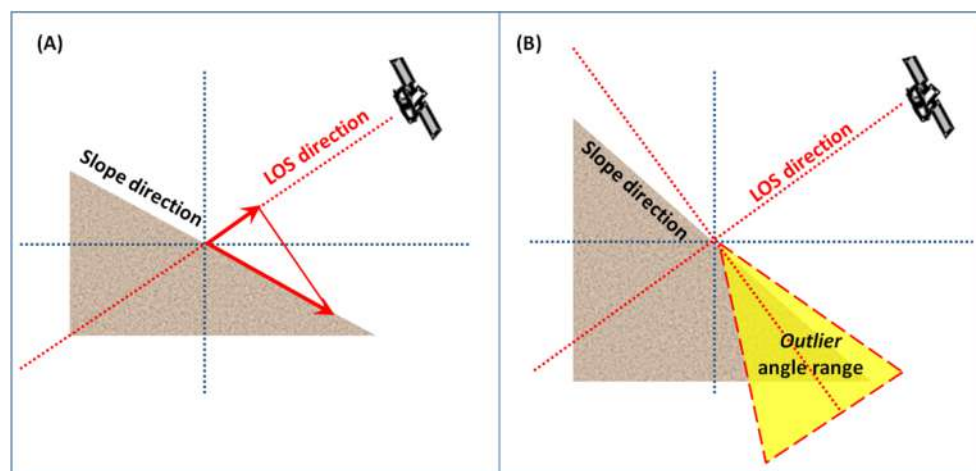 (A)
Slope direction
LOS direction
(B)
Slope direction
LOS direction
Outlier
angle range